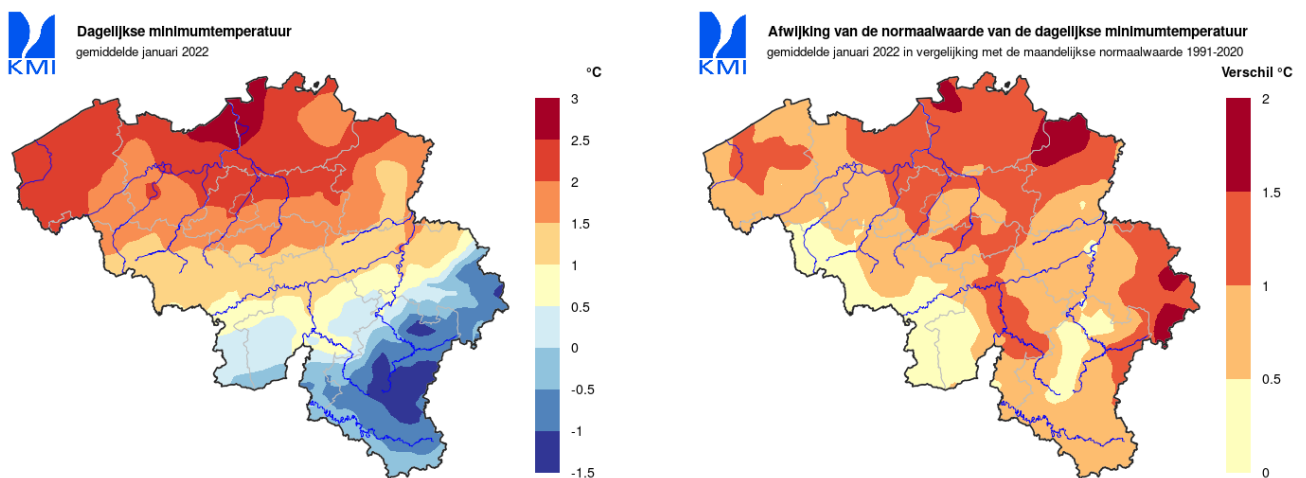 KMI
Dagelijkse minimumtemperatuur
gemiddelde januari 2022
°C
3
2.5
2
1
0.5
0
-0.5
-1
-1.5
KMI
Afwijking van de normaalwaarde van de dagelijkse minimumtemperatuur
gemiddelde januari 2022 in vergelijking met de maandelijkse normaalwaarde 1991-2020
Verschil °C
2
1.5
1
0.5
0